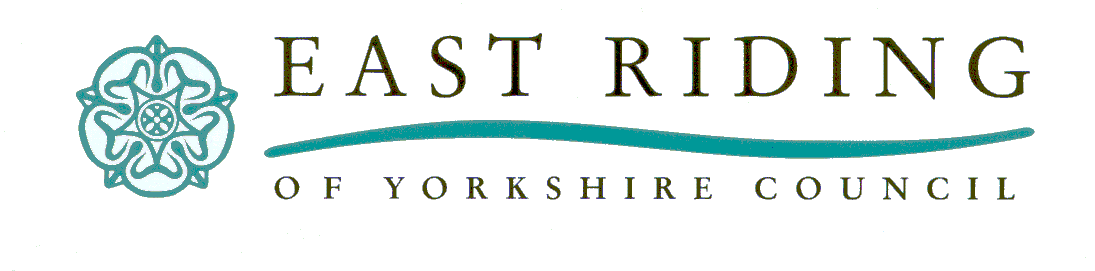 EAST RIDING
OF YORKSHIRE COUNCIL